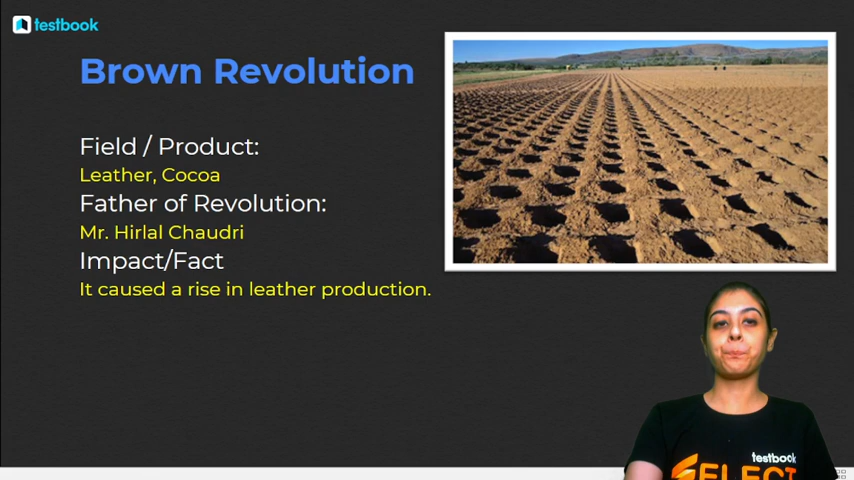 testbook
Brown Revolution
Field / Product:
Leather, Cocoa
Father of Revolution:
Mr. Hirlal Chaudri
Impact/Fact
It caused a rise in leather production.
testbook
SELECT